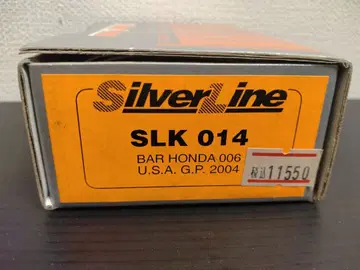 SilverLine
SLK 014
BAR HONDA 006
U.S.A. G.P. 2004
11550